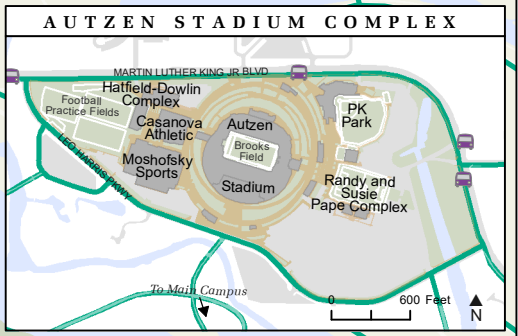 AUTZEN STADIUM COMPLEX
MARTIN LUTHER KING JR BLVD
Hatfield-Dowlin
Complex
Football
Practice Fields
Casanova
Athletic
Autzen
Brooks
Field
Stadium
PK
Park
LEO HARRIS PKWY
Moshofsky
Sports
Randy and
Susie
Pape Complex
To Main Campus
0 600 Feet
N